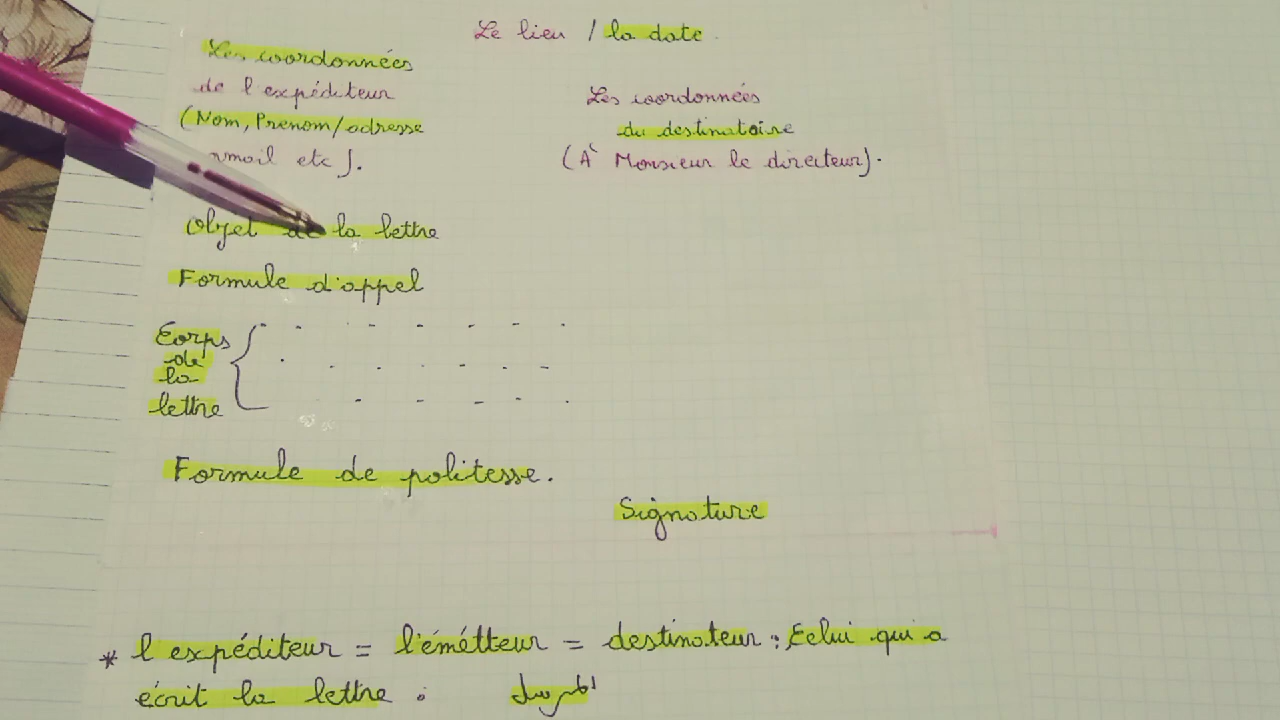 Le lieu / la date.
Les coordonnées
de l'expéditeur
(Nom, Prenom/adresse
etc).
Les coordonnées
du destinataire
(À Monsieur le directeur).
Objet de la lettre
Formule d'appel
Corps
de
la
lettre
Formule de politesse.
Signature
* l'expéditeur = l'émétteur = destinateur : Celui qui a
écrit la lettre :